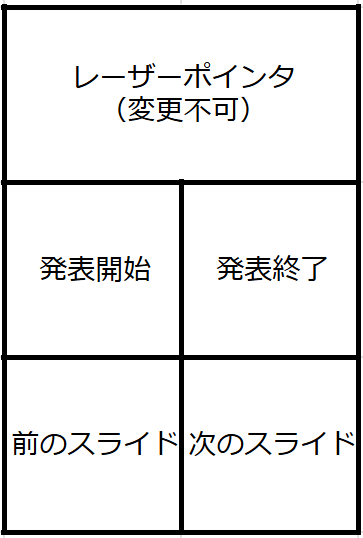 レーザーポインタ
（変更不可）
発表開始
発表終了
前のスライド
次のスライド